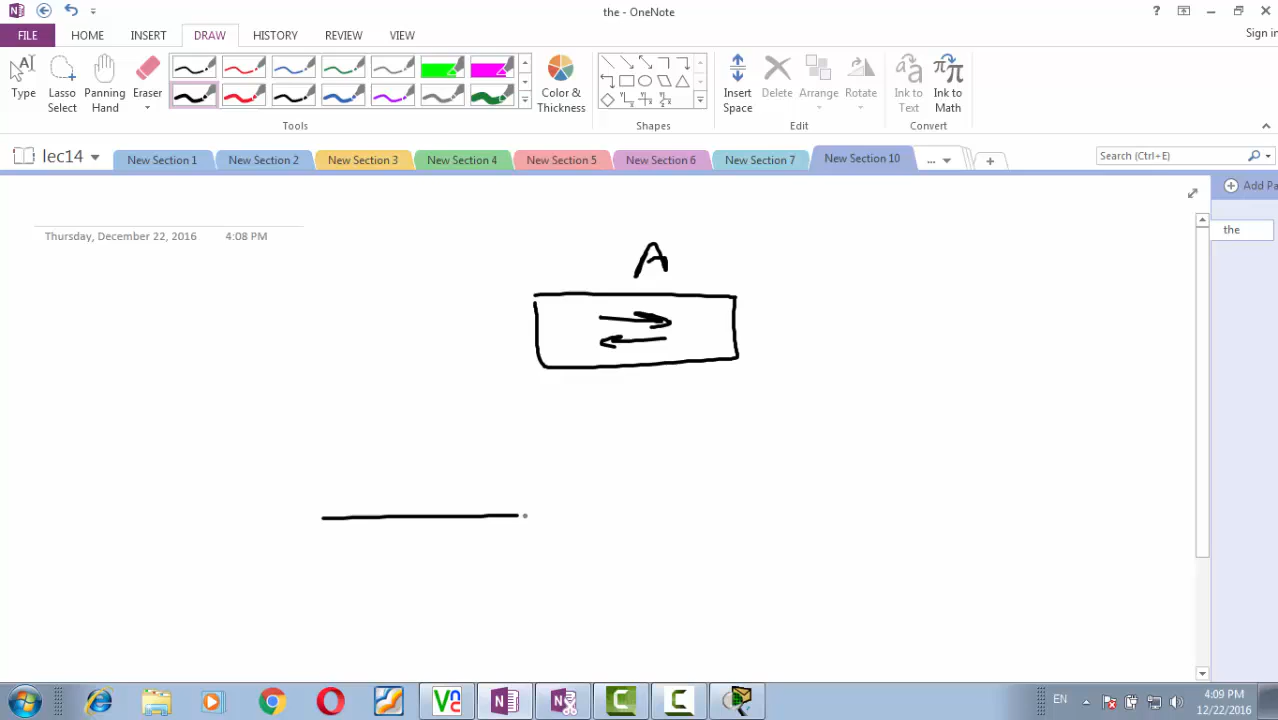 the - OneNote
?
Sign in
FILE HOME INSERT DRAW HISTORY REVIEW VIEW
Type
Lasso Select
Panning Hand
Eraser
Color & Thickness
Insert Space
Delete
Arrange
Rotate
Ink to Text
Ink to Math
Tools
Shapes
Edit
Convert
lec14
New Section 1
New Section 2
New Section 3
New Section 4
New Section 5
New Section 6
New Section 7
New Section 10
...
Search (Ctrl+E)
Add Pa
the
Thursday, December 22, 2016 4:08 PM
A
EN
4:09 PM
12/22/2016